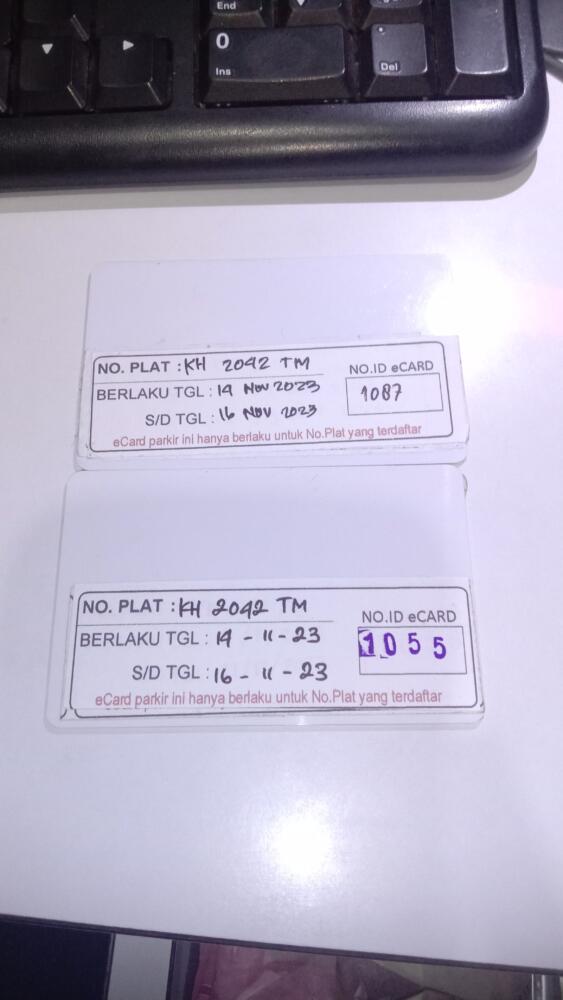 End
0
Ins
Del
NO. PLAT : KH 2042 TM
NO.ID eCARD
BERLAKU TGL : 14 NOV 2023
1087
S/D TGL : 16 NOV 2023
eCard parkir ini hanya berlaku untuk No.Plat yang terdaftar
NO. PLAT : KH 2042 TM
NO.ID eCARD
BERLAKU TGL : 14 - 11 - 23
1055
S/D TGL : 16 - 11 - 23
eCard parkir ini hanya berlaku untuk No.Plat yang terdaftar